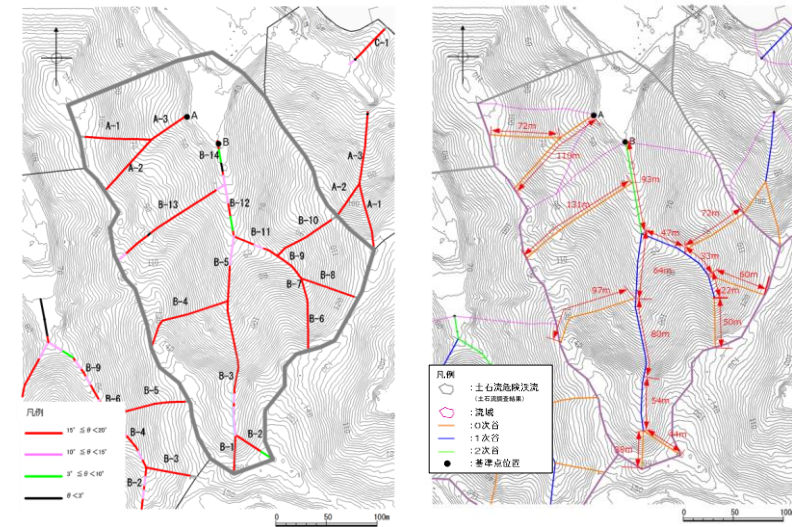 C-1
A-1
A-3
A
A-2
B
B-14
B-13
B-12
B-11
B-10
A-3
A-2
A-1
B-9
B-5
B-8
B-7
B-4
B-6
B-3
B-9
B-6
B-5
B-4
B-3
B-2
B-1
B-2
凡例
15° ≦θ<20°
10° ≦θ<15°
3° ≦θ<10°
θ<3°
0 50 100m
A
B
72m
119m
93m
131m
72m
47m
33m
64m
60m
22m
97m
50m
80m
54m
44m
凡例
：土石流危険渓流
（土石流調査結果）
：流域
：0次谷
：1次谷
：2次谷
：基準点位置
0 50 100m